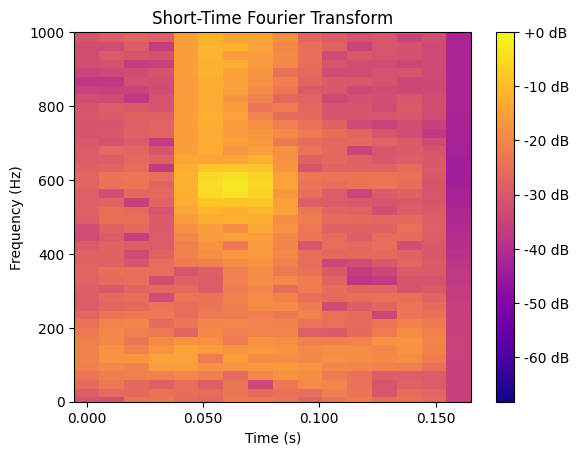 Short-Time Fourier Transform
1000
800
600
400
200
0
Frequency (Hz)
0.000
0.050
0.100
0.150
Time (s)
+0 dB
-10 dB
-20 dB
-30 dB
-40 dB
-50 dB
-60 dB